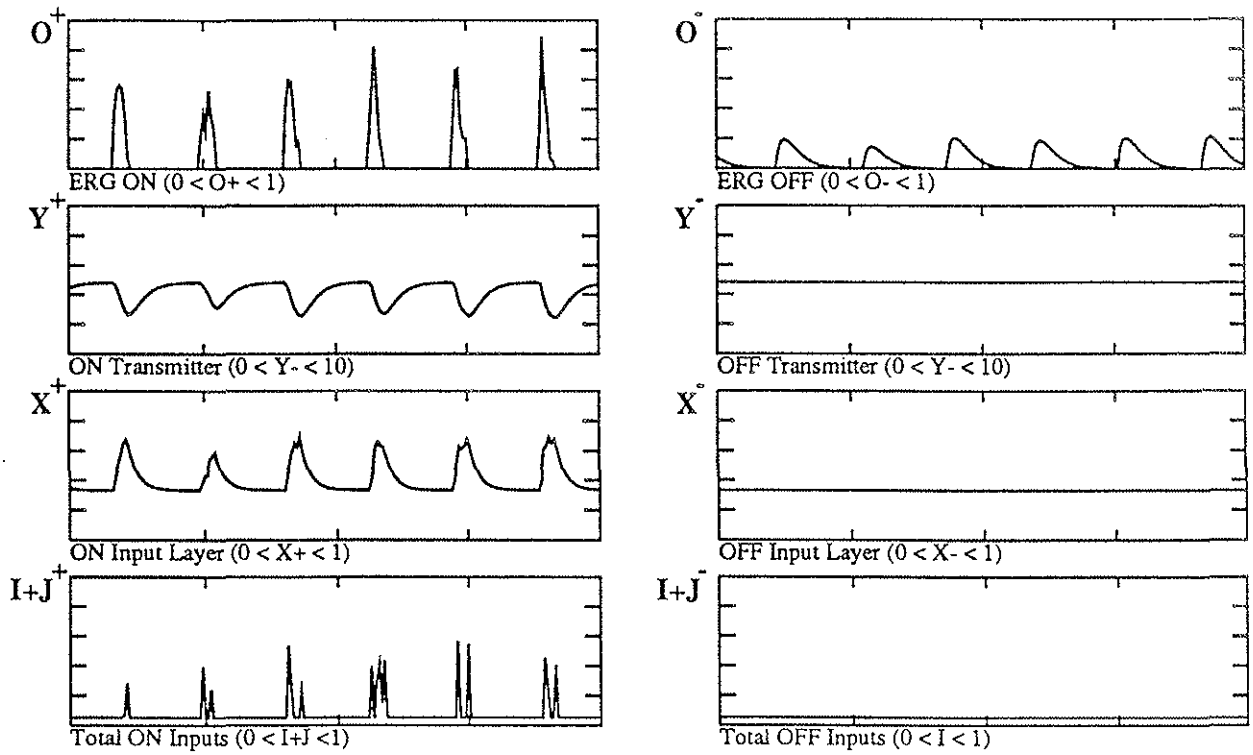 O+
ERG ON (0 < O+ < 1)
Y+
ON Transmitter (0 < Y- < 10)
X+
ON Input Layer (0 < X+ < 1)
I+J+
Total ON Inputs (0 < I+J <1)
O-
ERG OFF (0 < O- < 1)
Y-
OFF Transmitter (0 < Y- < 10)
X-
OFF Input Layer (0 < X- < 1)
I+J-
Total OFF Inputs (0 < I < 1)